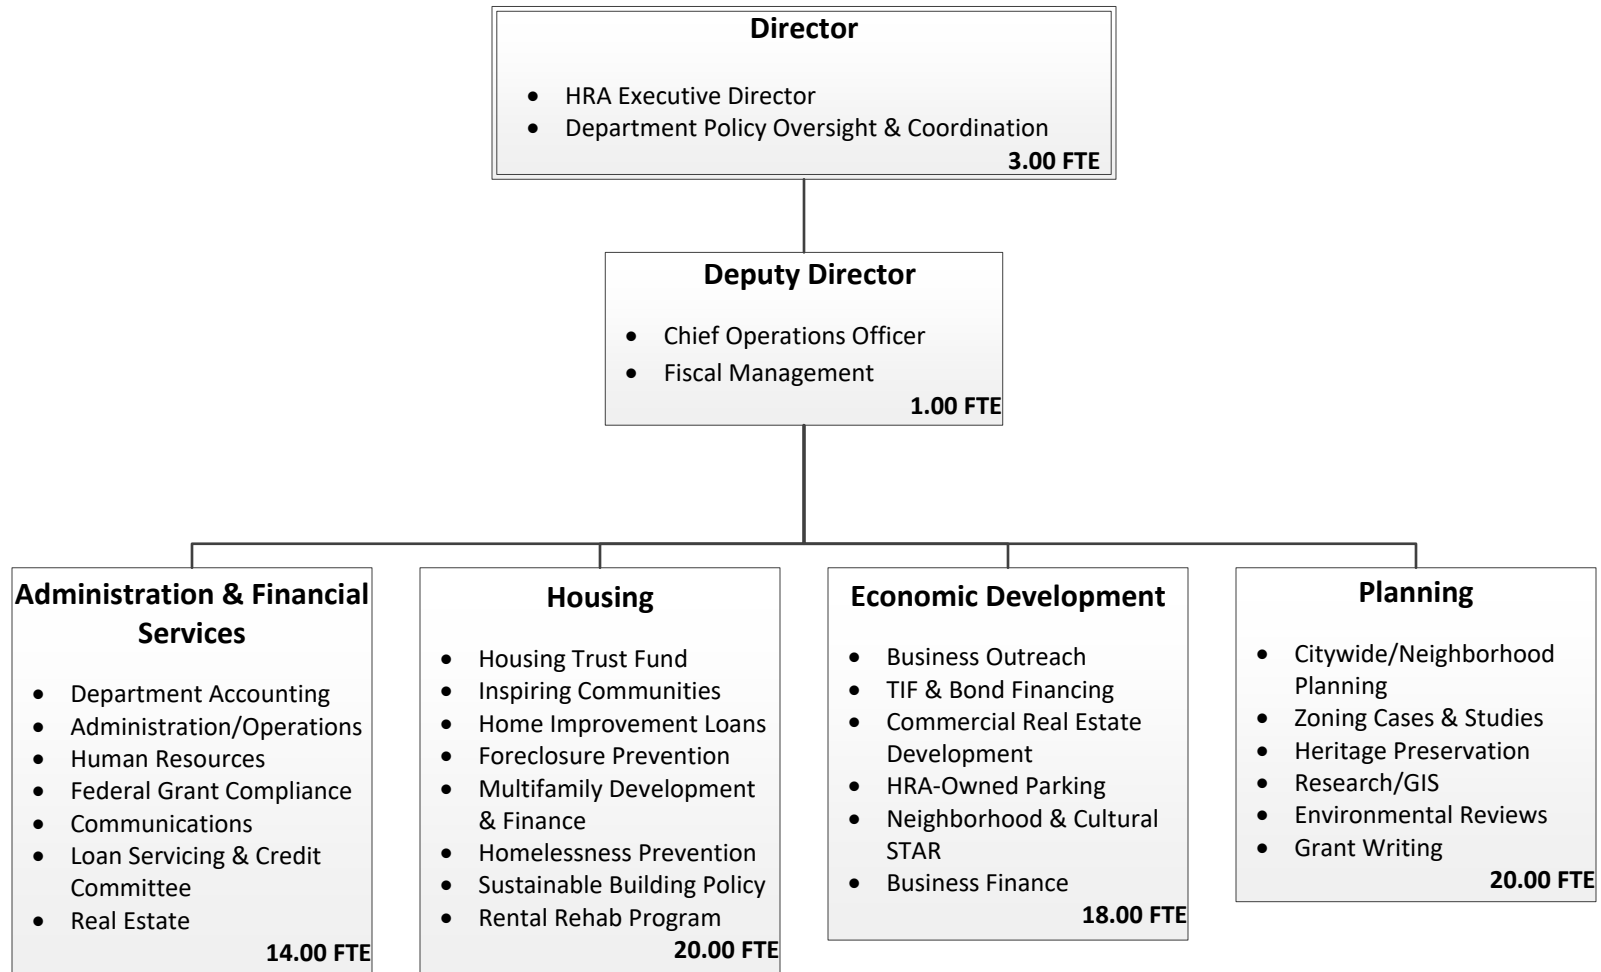 Director
• HRA Executive Director
• Department Policy Oversight & Coordination
3.00 FTE
Deputy Director
• Chief Operations Officer
• Fiscal Management
1.00 FTE
Administration & Financial
Services
• Department Accounting
• Administration/Operations
• Human Resources
• Federal Grant Compliance
• Communications
• Loan Servicing & Credit
Committee
• Real Estate
14.00 FTE
Housing
• Housing Trust Fund
• Inspiring Communities
• Home Improvement Loans
• Foreclosure Prevention
• Multifamily Development
& Finance
• Homelessness Prevention
• Sustainable Building Policy
• Rental Rehab Program
20.00 FTE
Economic Development
• Business Outreach
• TIF & Bond Financing
• Commercial Real Estate
Development
• HRA-Owned Parking
• Neighborhood & Cultural
STAR
• Business Finance
18.00 FTE
Planning
• Citywide/Neighborhood
Planning
• Zoning Cases & Studies
• Heritage Preservation
• Research/GIS
• Environmental Reviews
• Grant Writing
20.00 FTE